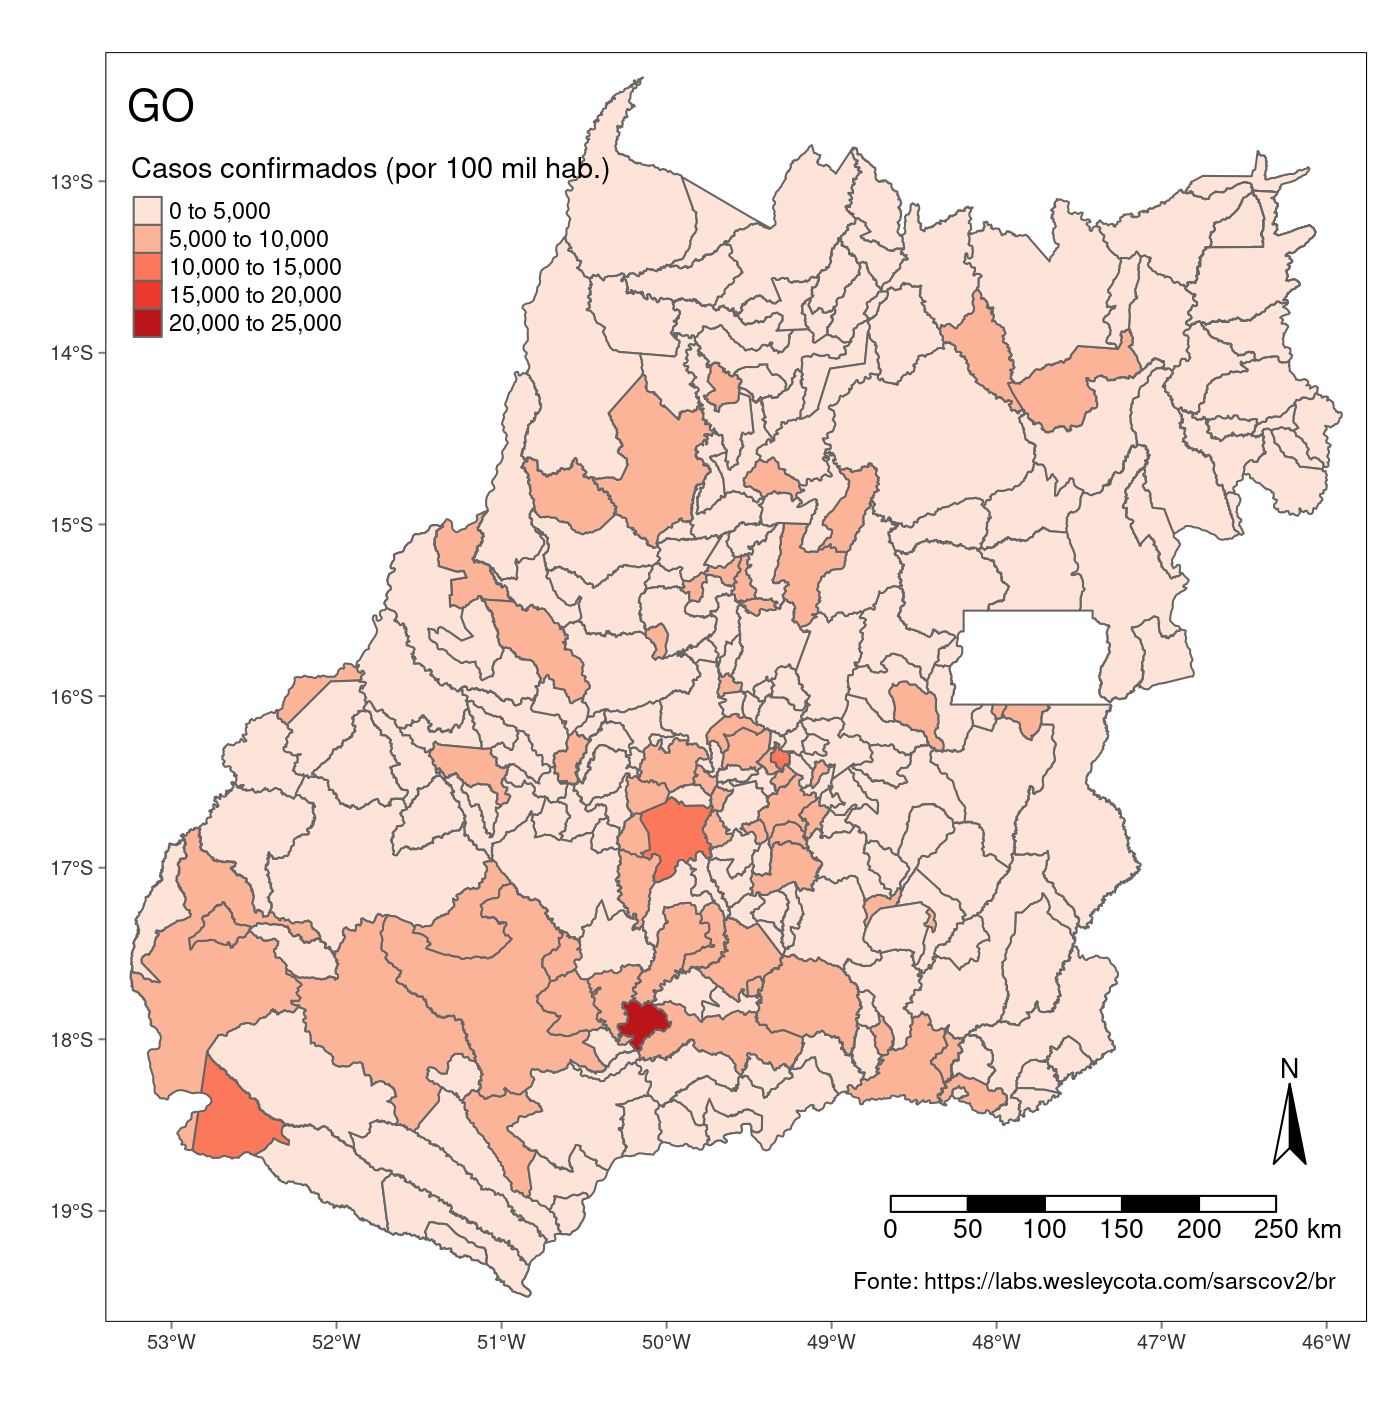 GO
Casos confirmados (por 100 mil hab.)
0 to 5,000
5,000 to 10,000
10,000 to 15,000
15,000 to 20,000
20,000 to 25,000
13°S
14°S
15°S
16°S
17°S
18°S
19°S
N
0 50 100 150 200 250 km
Fonte: https://labs.wesleycota.com/sarscov2/br
53°W 52°W 51°W 50°W 49°W 48°W 47°W 46°W